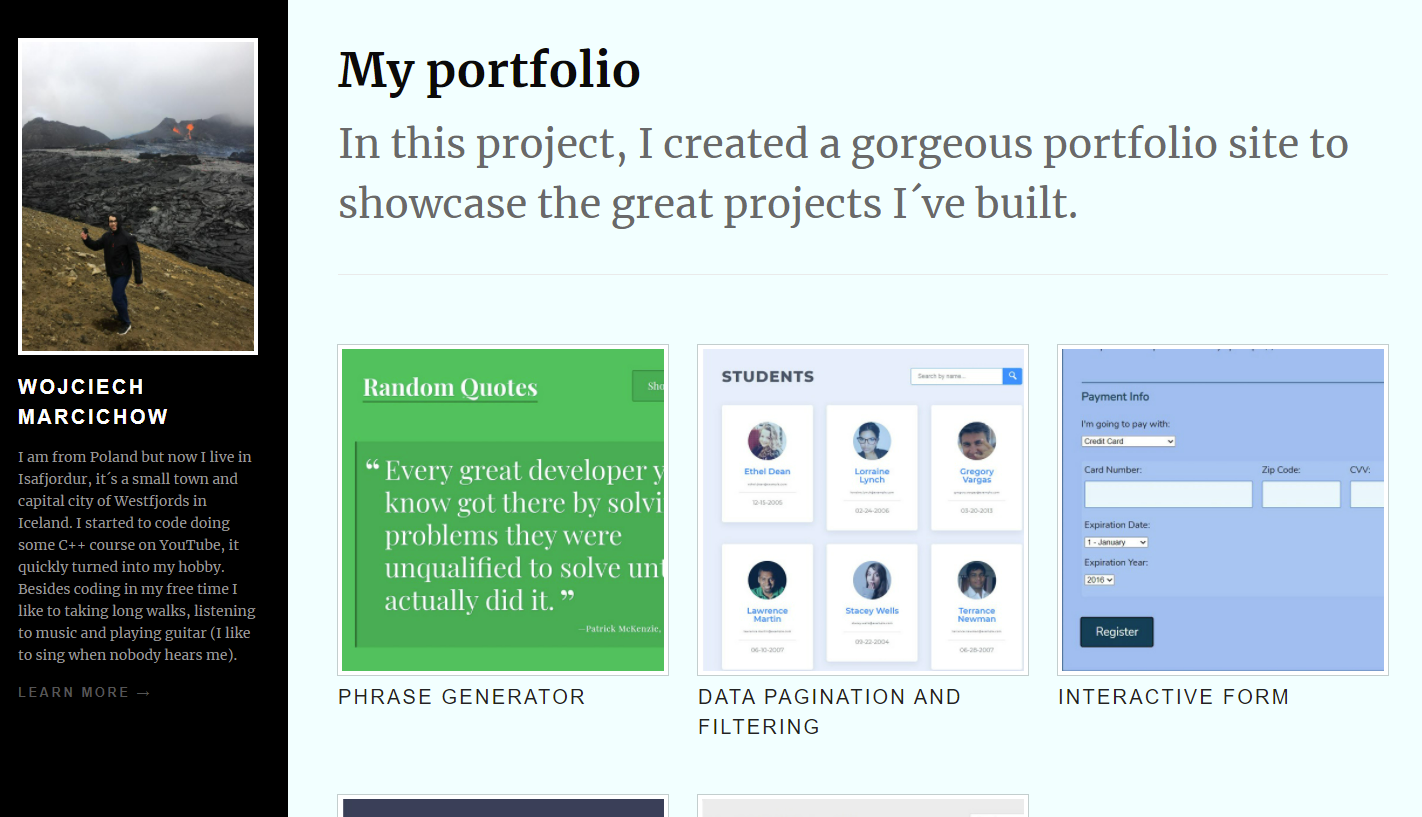 WOJCIECH
MARCICHOW
I am from Poland but now I live in
Isafjordur, it´s a small town and
capital city of Westfjords in
Iceland. I started to code doing
some C++ course on YouTube, it
quickly turned into my hobby.
Besides coding in my free time I
like to taking long walks, listening
to music and playing guitar (I like
to sing when nobody hears me).
LEARN MORE →
My portfolio
In this project, I created a gorgeous portfolio site to
showcase the great projects I´ve built.
Random Quotes
Sho
“ Every great developer y
know got there by solvi
problems they were
unqualified to solve unt
actually did it. ”
—Patrick McKenzie,
PHRASE GENERATOR
STUDENTS
Search by name...
Ethel Dean
12-15-2005
Lorraine
Lynch
02-24-2006
Gregory
Vargas
03-20-2013
Lawrence
Martin
06-10-2007
Stacey Wells
09-22-2004
Terrance
Newman
06-28-2007
DATA PAGINATION AND
FILTERING
Payment Info
I'm going to pay with:
Credit Card
Card Number:
Zip Code:
CVV:
Expiration Date:
1 - January
Expiration Year:
2016
Register
INTERACTIVE FORM